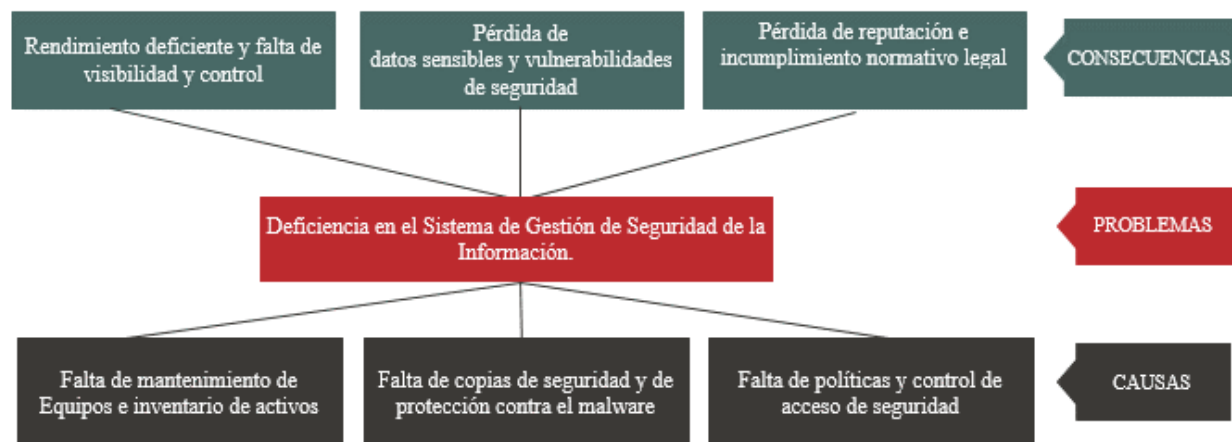 Rendimiento deficiente y falta de
visibilidad y control
Pérdida de
datos sensibles y vulnerabilidades
de seguridad
Pérdida de reputación e
incumplimiento normativo legal
CONSECUENCIAS
Deficiencia en el Sistema de Gestión de Seguridad de la
Información.
PROBLEMAS
Falta de mantenimiento de
Equipos e inventario de activos
Falta de copias de seguridad y de
protección contra el malware
Falta de políticas y control de
acceso de seguridad
CAUSAS